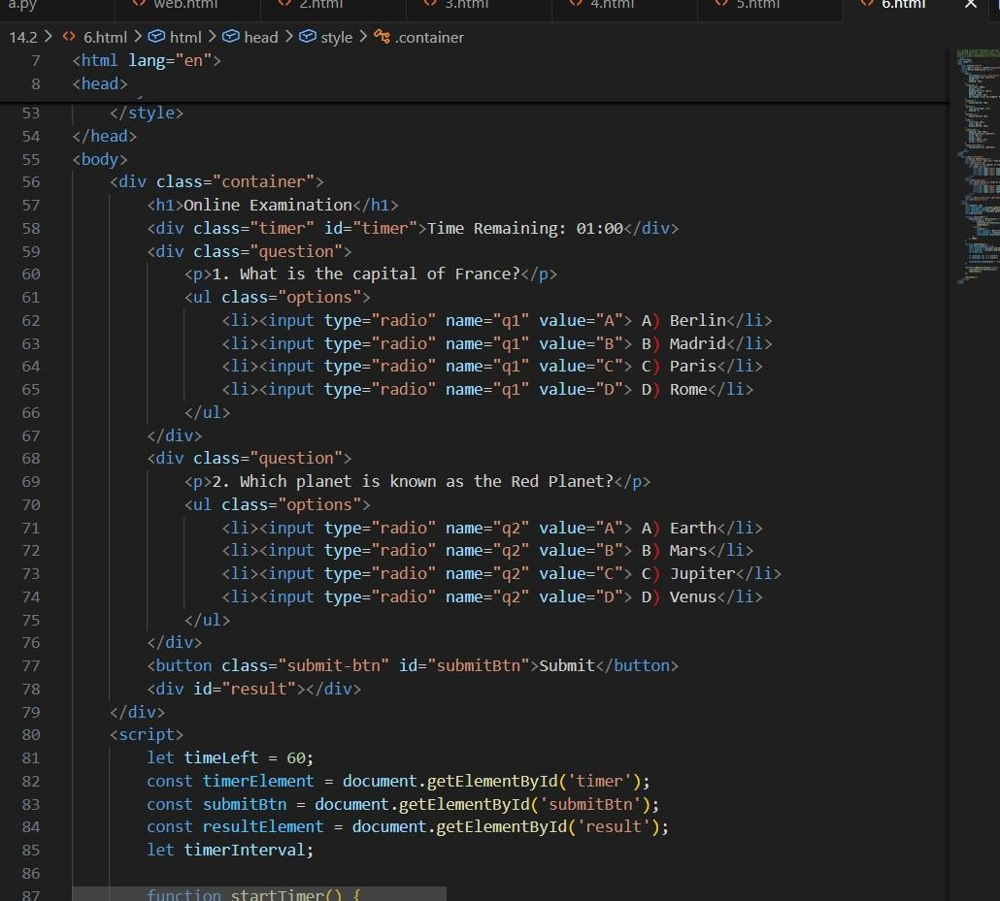 a.py web.html 2.html 3.html 4.html 5.html 6.html
14.2 > 6.html > html > head > style > .container
7 <html lang="en">
8 <head>
53 </style>
54 </head>
55 <body>
56 <div class="container">
57 <h1>Online Examination</h1>
58 <div class="timer" id="timer">Time Remaining: 01:00</div>
59 <div class="question">
60 <p>1. What is the capital of France?</p>
61 <ul class="options">
62 <li><input type="radio" name="q1" value="A"> A) Berlin</li>
63 <li><input type="radio" name="q1" value="B"> B) Madrid</li>
64 <li><input type="radio" name="q1" value="C"> C) Paris</li>
65 <li><input type="radio" name="q1" value="D"> D) Rome</li>
66 </ul>
67 </div>
68 <div class="question">
69 <p>2. Which planet is known as the Red Planet?</p>
70 <ul class="options">
71 <li><input type="radio" name="q2" value="A"> A) Earth</li>
72 <li><input type="radio" name="q2" value="B"> B) Mars</li>
73 <li><input type="radio" name="q2" value="C"> C) Jupiter</li>
74 <li><input type="radio" name="q2" value="D"> D) Venus</li>
75 </ul>
76 </div>
77 <button class="submit-btn" id="submitBtn">Submit</button>
78 <div id="result"></div>
79 </div>
80 <script>
81 let timeLeft = 60;
82 const timerElement = document.getElementById('timer');
83 const submitBtn = document.getElementById('submitBtn');
84 const resultElement = document.getElementById('result');
85 let timerInterval;
86
87 function startTimer() {